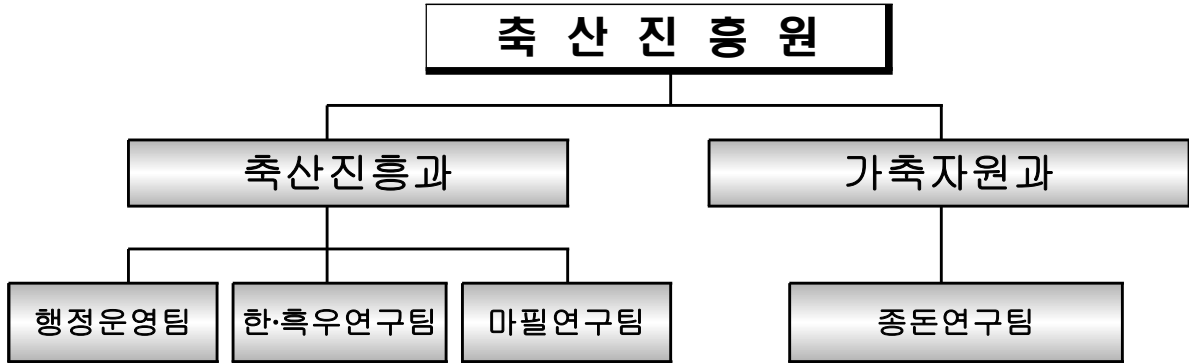 축 산 진 흥 원
축산진흥과
가축자원과
행정운영팀
한·흑우연구팀
마필연구팀
종돈연구팀